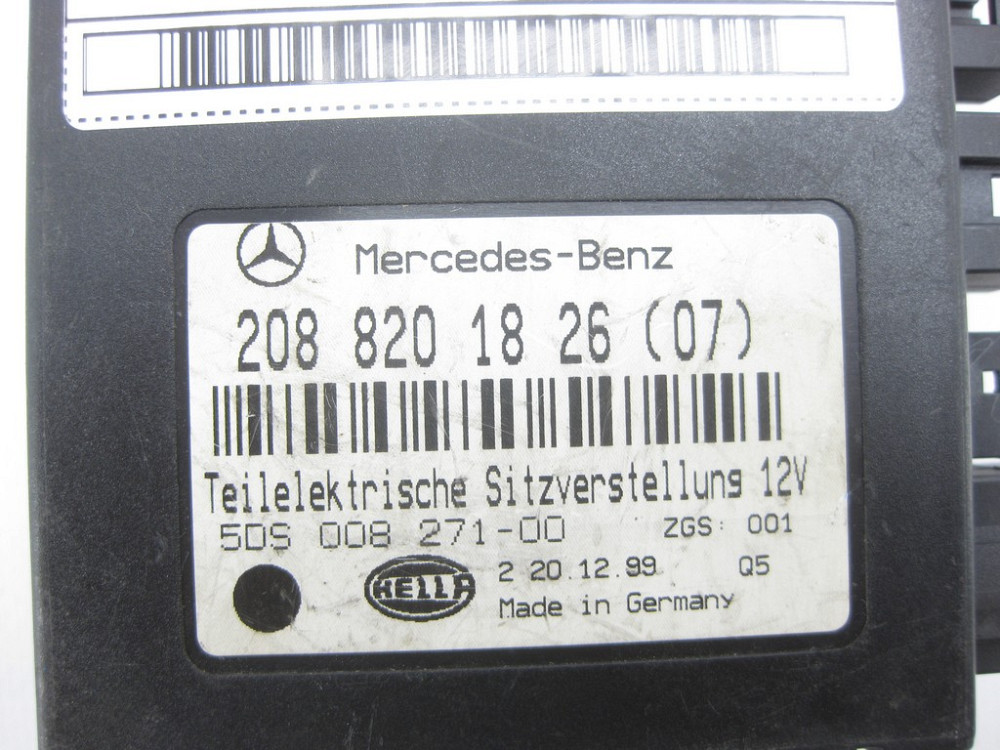 Mercedes-Benz
208 820 18 26 (07)
Teilelektrische Sitzverstellung 12V
5DS 008 271-00 ZGS: 001
HELLA 2 20.12.99 Q5
Made in Germany